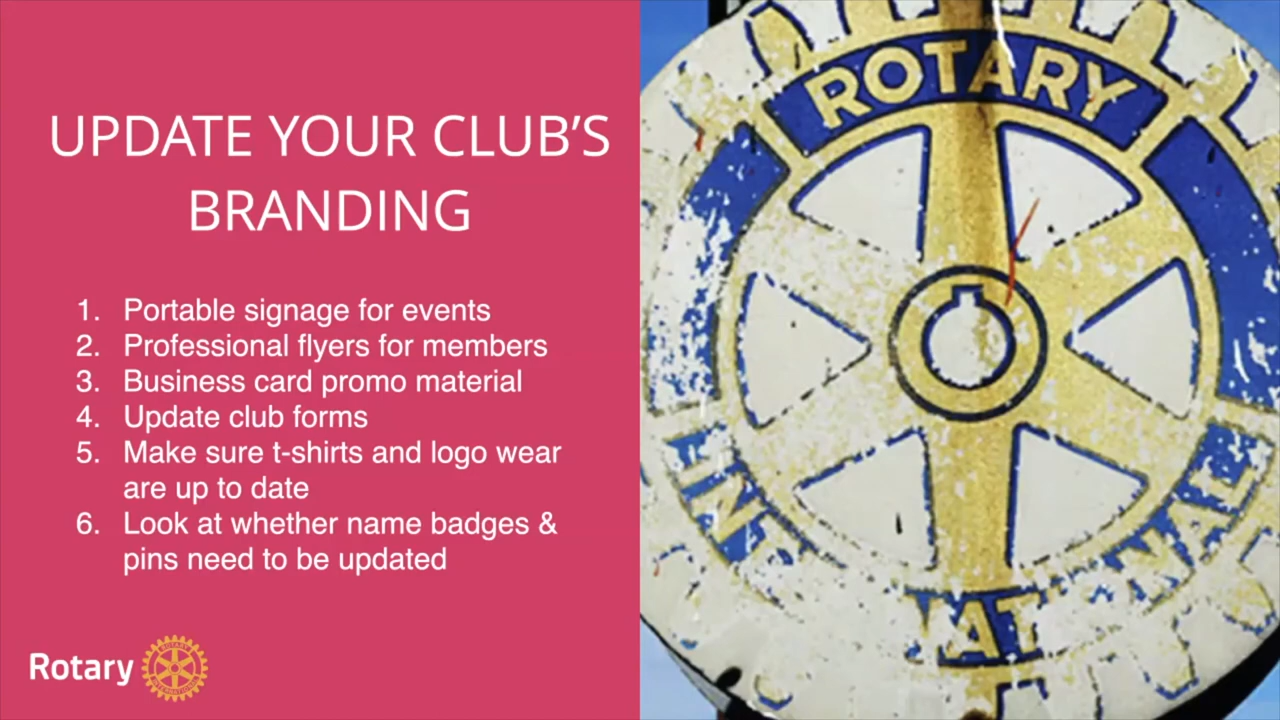 UPDATE YOUR CLUB’S
BRANDING
1. Portable signage for events
2. Professional flyers for members
3. Business card promo material
4. Update club forms
5. Make sure t-shirts and logo wear
are up to date
6. Look at whether name badges &
pins need to be updated
Rotary
ROTARY
INTERNATIONAL
ROTARY